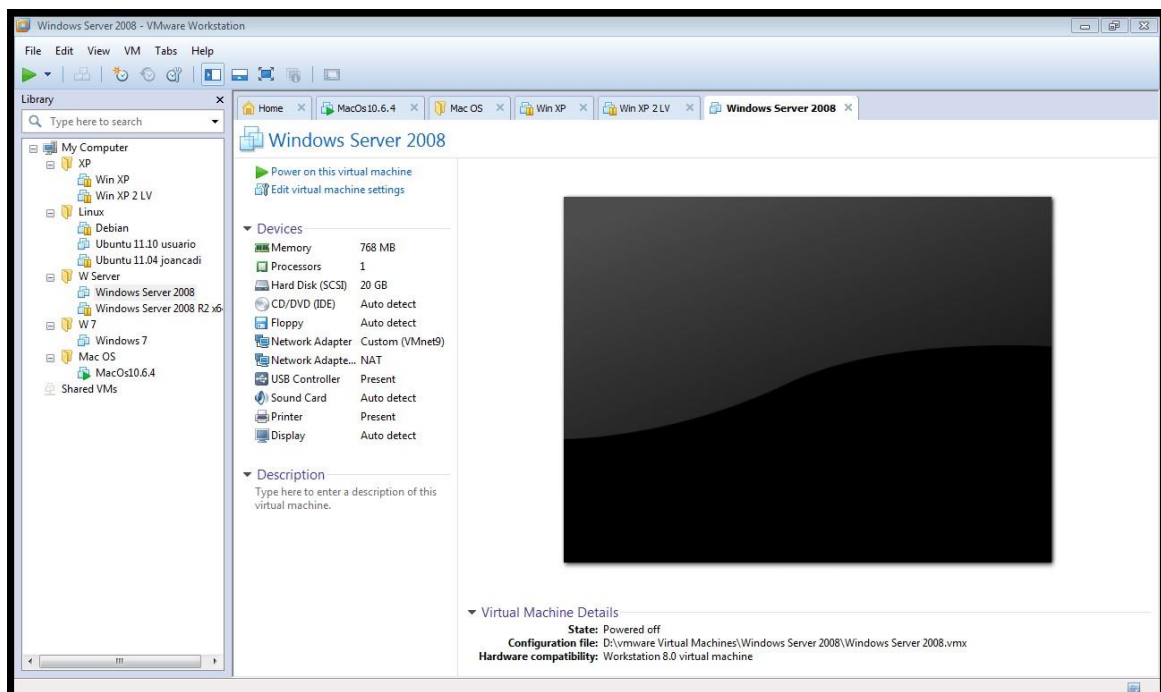 Windows Server 2008 - VMware Workstation
File Edit View VM Tabs Help
Library
Type here to search
My Computer
XP
Win XP
Win XP 2 LV
Linux
Debian
Ubuntu 11.10 usuario
Ubuntu 11.04 joancadi
W Server
Windows Server 2008
Windows Server 2008 R2 x6
W 7
Windows 7
Mac OS
MacOs10.6.4
Shared VMs
Home MacOs10.6.4 Mac OS Win XP Win XP 2 LV Windows Server 2008
Windows Server 2008
Power on this virtual machine
Edit virtual machine settings
Devices
Memory 768 MB
Processors 1
Hard Disk (SCSI) 20 GB
CD/DVD (IDE) Auto detect
Floppy Auto detect
Network Adapter Custom (VMnet9)
Network Adapte... NAT
USB Controller Present
Sound Card Auto detect
Printer Present
Display Auto detect
Description
Type here to enter a description of this
virtual machine.
Virtual Machine Details
State: Powered off
Configuration file: D:\vmware Virtual Machines\Windows Server 2008\Windows Server 2008.vmx
Hardware compatibility: Workstation 8.0 virtual machine